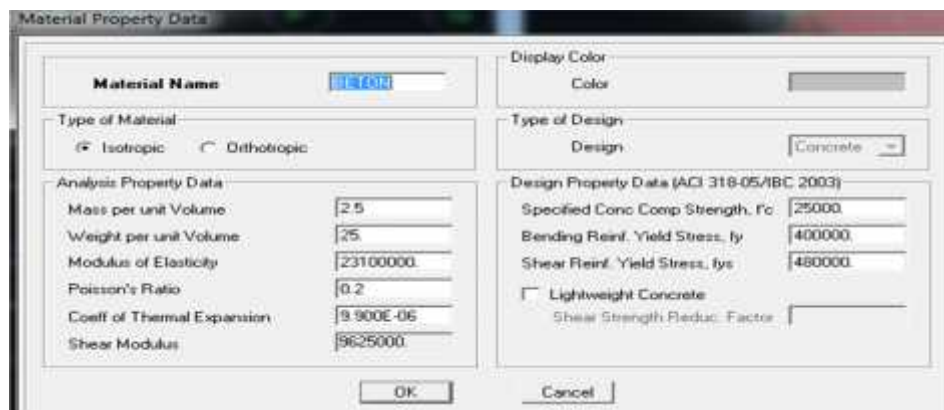 Material Property Data
Display Color
Material Name BETON
Color
Type of Material
Type of Design
Isotropic Orthotropic
Design Concrete
Analysis Property Data
Design Property Data (ACI 318-05/IBC 2003)
Mass per unit Volume 2.5
Specified Conc Comp Strength, f'c 25000.
Weight per unit Volume 25.
Bending Reinf. Yield Stress, fy 400000.
Modulus of Elasticity 23100000.
Shear Reinf. Yield Stress, fys 480000.
Poisson's Ratio 0.2
Lightweight Concrete
Coeff of Thermal Expansion 9.900E-06
Shear Strength Reduc. Factor
Shear Modulus 9625000.
OK Cancel